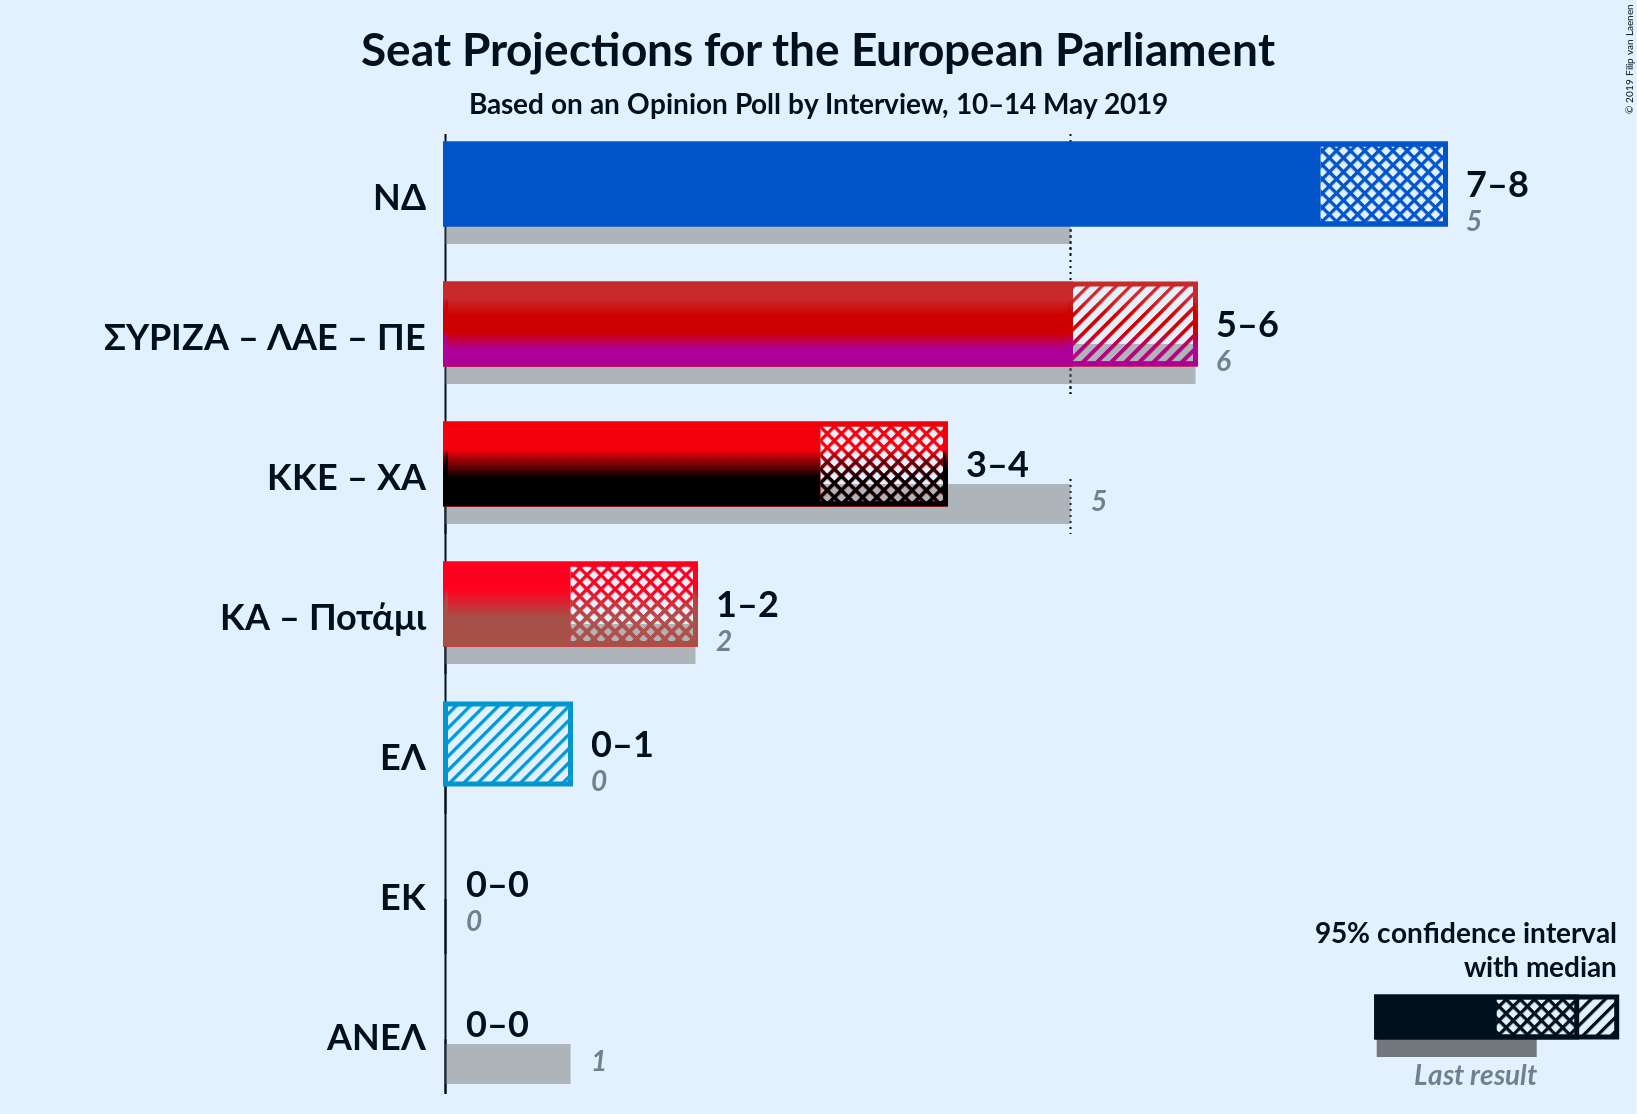 Seat Projections for the European Parliament
Based on an Opinion Poll by Interview, 10–14 May 2019
© 2019 Filip van Laenen
ΝΔ
7–8
5
ΣΥΡΙΖΑ – ΛΑΕ – ΠΕ
5–6
6
ΚΚΕ – ΧΑ
3–4
5
ΚΑ – Ποτάμι
1–2
2
ΕΛ
0–1
0
ΕΚ
0–0
0
ΑΝΕΛ
0–0
1
95% confidence interval
with median
Last result